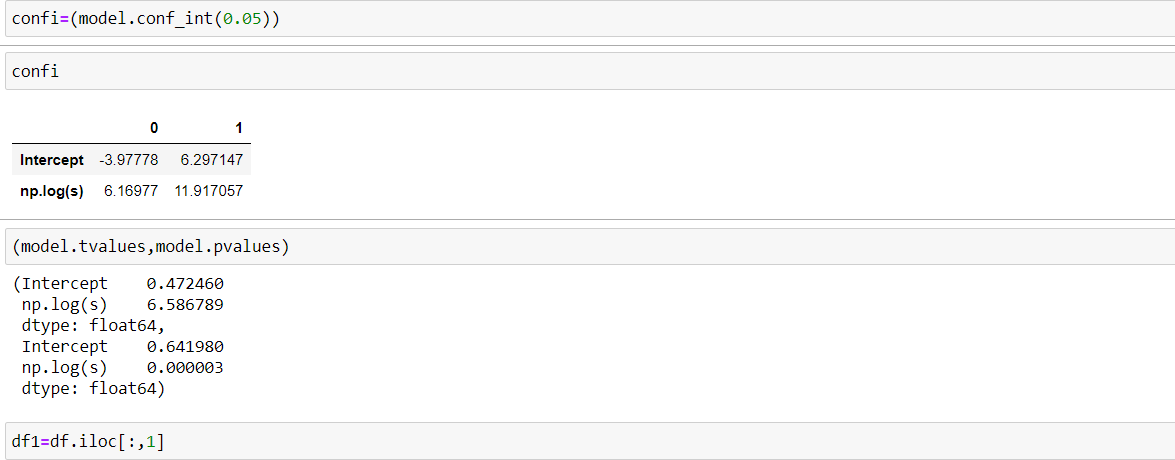 confi=(model.conf_int(0.05))
confi
0 1
Intercept -3.97778 6.297147
np.log(s) 6.16977 11.917057
(model.tvalues,model.pvalues)
(Intercept 0.472460
np.log(s) 6.586789
dtype: float64,
Intercept 0.641980
np.log(s) 0.000003
dtype: float64)
df1=df.iloc[:,1]